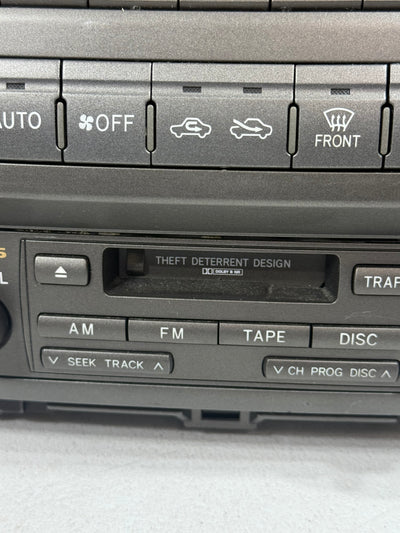 AUTO
OFF
FRONT
THEFT DETERRENT DESIGN
DOLBY B NR
TRAF
AM
FM
TAPE
DISC
SEEK TRACK
CH PROG DISC